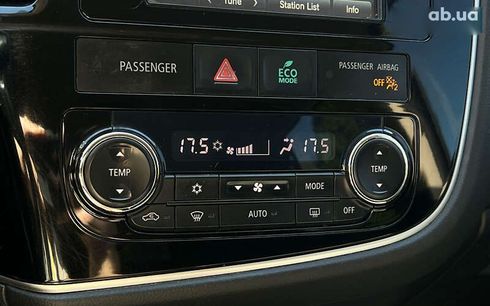 ab.ua
Tune
Station List
Info
PASSENGER
ECO
MODE
PASSENGER AIRBAG
OFF
2
17.5
17.5
TEMP
TEMP
MODE
AUTO
OFF